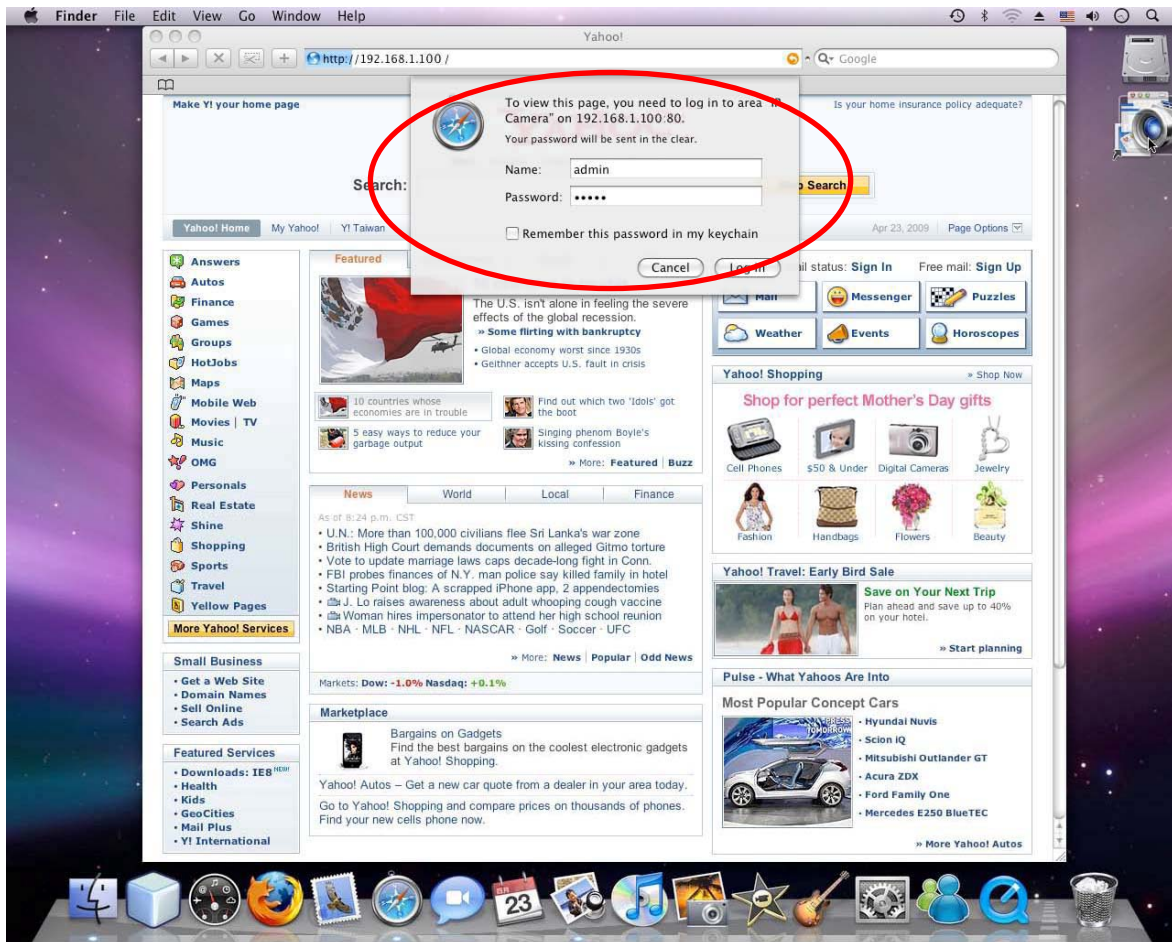 Finder File Edit View Go Window Help
Yahoo!
http://192.168.1.100 /
Google
Make Y! your home page
Is your home insurance policy adequate?
To view this page, you need to log in to area "IP
Camera" on 192.168.1.100:80.
Your password will be sent in the clear.
Name: admin
Password: •••••
Remember this password in my keychain
Cancel
Log In
Search:
Search
Yahoo! Home My Yahoo! Y! Taiwan
Apr 23, 2009 Page Options
status: Sign In Free mail: Sign Up
Answers
Autos
Finance
Games
Groups
HotJobs
Maps
Mobile Web
Movies | TV
Music
OMG
Personals
Real Estate
Shine
Shopping
Sports
Travel
Yellow Pages
More Yahoo! Services
Small Business
• Get a Web Site
• Domain Names
• Sell Online
• Search Ads
Featured Services
• Downloads: IE8 NEW!
• Health
• Kids
• GeoCities
• Mail Plus
• Y! International
Featured
The U.S. isn't alone in feeling the severe
effects of the global recession.
» Some flirting with bankruptcy
• Global economy worst since 1930s
• Geithner accepts U.S. fault in crisis
10 countries whose
economies are in trouble
Find out which two 'Idols' got
the boot
5 easy ways to reduce your
garbage output
Singing phenom Boyle's
kissing confession
» More: Featured | Buzz
News World Local Finance
As of 8:24 p.m. CST
• U.N.: More than 100,000 civilians flee Sri Lanka's war zone
• British High Court demands documents on alleged Gitmo torture
• Vote to update marriage laws caps decade-long fight in Conn.
• FBI probes finances of N.Y. man police say killed family in hotel
• Starting Point blog: A scrapped iPhone app, 2 appendectomies
• J. Lo raises awareness about adult whooping cough vaccine
• Woman hires impersonator to attend her high school reunion
• NBA · MLB · NHL · NFL · NASCAR · Golf · Soccer · UFC
» More: News | Popular | Odd News
Markets: Dow: -1.0% Nasdaq: +0.1%
Marketplace
Bargains on Gadgets
Find the best bargains on the coolest electronic gadgets
at Yahoo! Shopping.
Yahoo! Autos – Get a new car quote from a dealer in your area today.
Go to Yahoo! Shopping and compare prices on thousands of phones.
Find your new cells phone now.
Mail Messenger Puzzles
Weather Events Horoscopes
Yahoo! Shopping » Shop Now
Shop for perfect Mother's Day gifts
Cell Phones $50 & Under Digital Cameras Jewelry
Fashion Handbags Flowers Beauty
Yahoo! Travel: Early Bird Sale
Save on Your Next Trip
Plan ahead and save up to 40%
on your hotel.
» Start planning
Pulse - What Yahoos Are Into
Most Popular Concept Cars
PRESS
TOMORROW
• Hyundai Nuvis
• Scion iQ
• Mitsubishi Outlander GT
• Acura ZDX
• Ford Family One
• Mercedes E250 BlueTEC
» More Yahoo! Autos
23